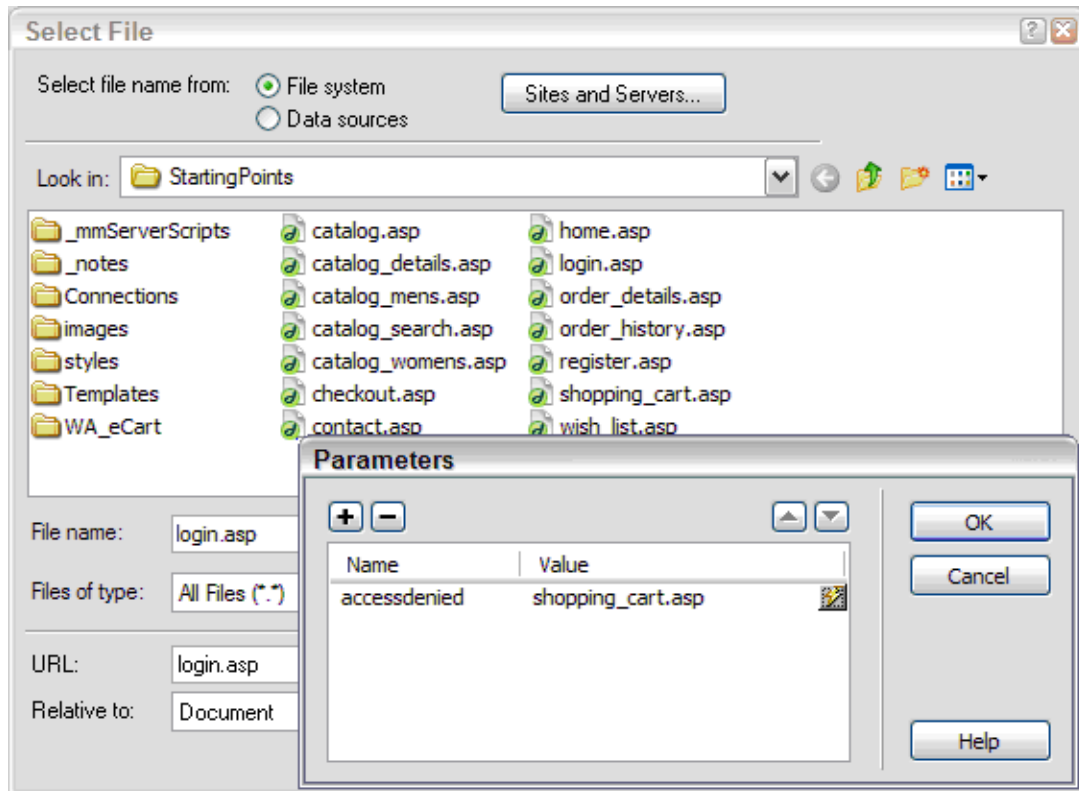 Select File
Select file name from: File system Sites and Servers...
Data sources
Look in: StartingPoints
_mmServerScripts catalog.asp home.asp
_notes catalog_details.asp login.asp
Connections catalog_mens.asp order_details.asp
images catalog_search.asp order_history.asp
styles catalog_womens.asp register.asp
Templates checkout.asp shopping_cart.asp
WA_eCart contact.asp wish_list.asp
File name: login.asp
Files of type: All Files (*.*)
URL: login.asp
Relative to: Document
Parameters
OK
Name Value
Cancel
accessdenied shopping_cart.asp
Help